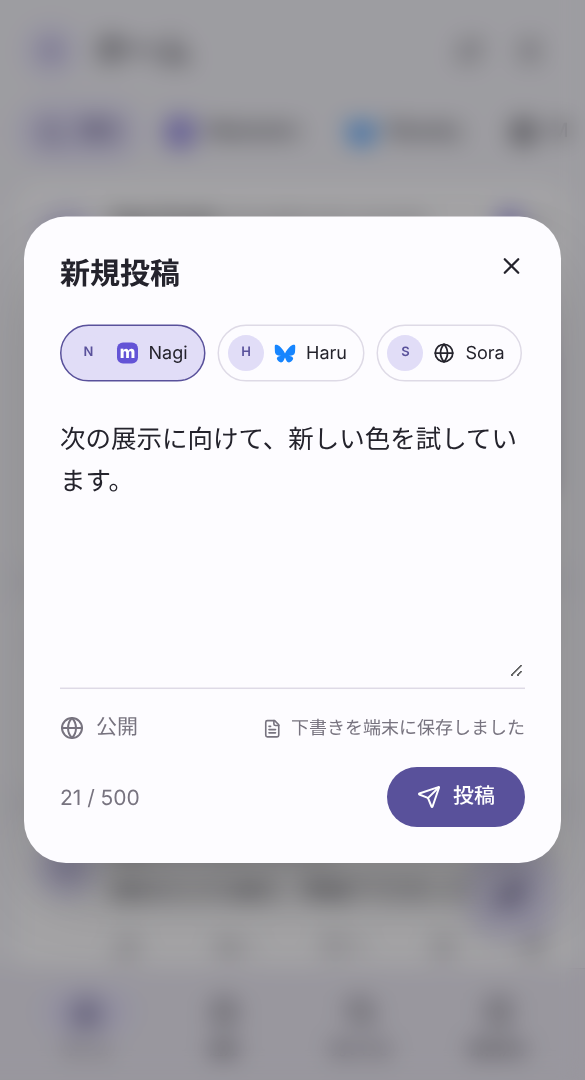 新規投稿
N Nagi H Haru S Sora
次の展示に向けて、新しい色を試してい
ます。
公開 下書きを端末に保存しました
21 / 500 投稿